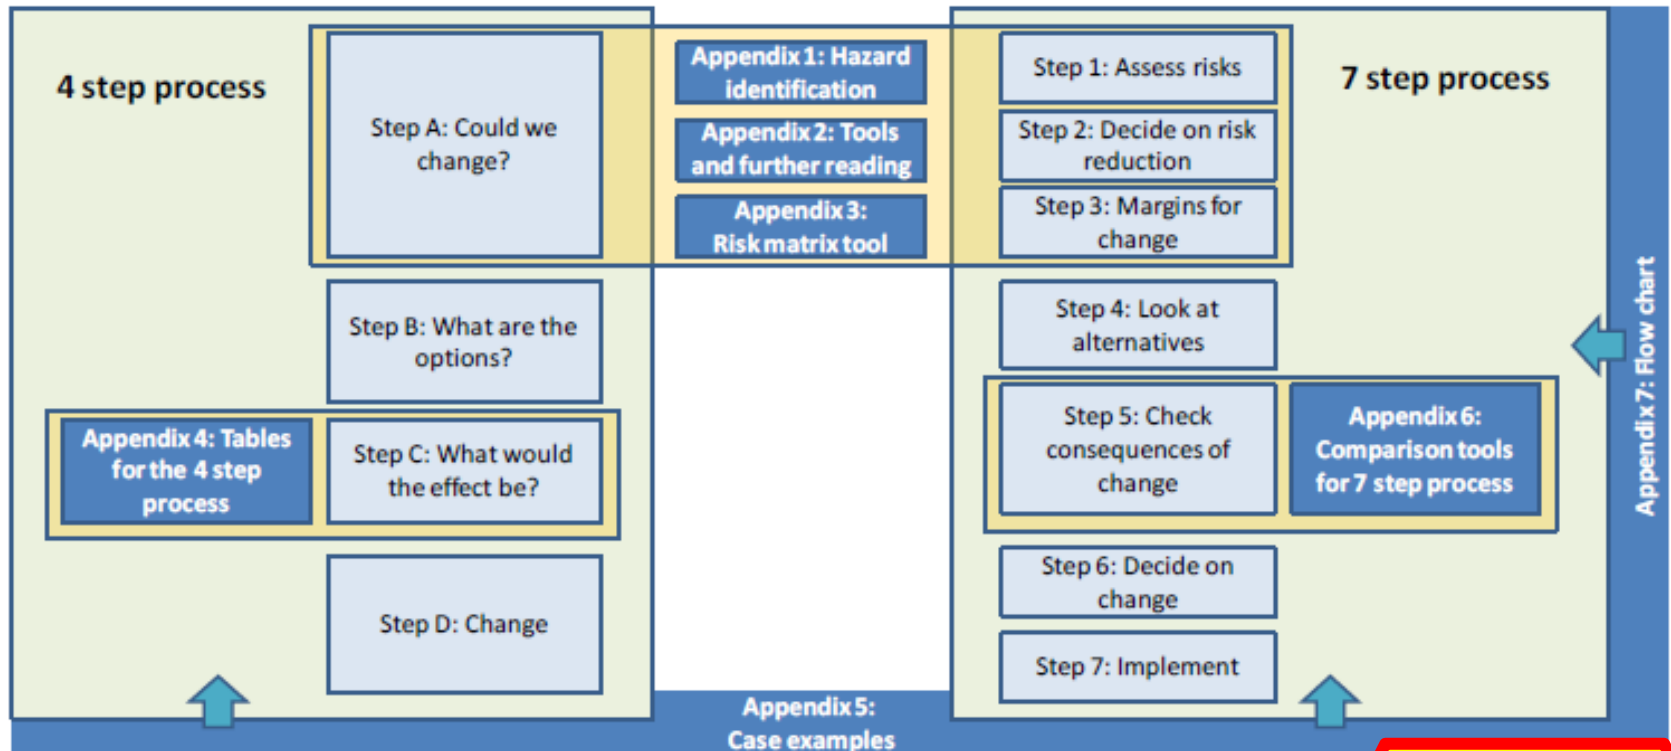 4 step process
Step A: Could we
change?
Step B: What are the
options?
Appendix 4: Tables
for the 4 step
process
Step C: What would
the effect be?
Step D: Change
Appendix 1: Hazard
identification
Appendix 2: Tools
and further reading
Appendix 3:
Risk matrix tool
7 step process
Step 1: Assess risks
Step 2: Decide on risk
reduction
Step 3: Margins for
change
Step 4: Look at
alternatives
Step 5: Check
consequences of
change
Appendix 6:
Comparison tools
for 7 step process
Step 6: Decide on
change
Step 7: Implement
Appendix 7: Flow chart
Appendix 5:
Case examples